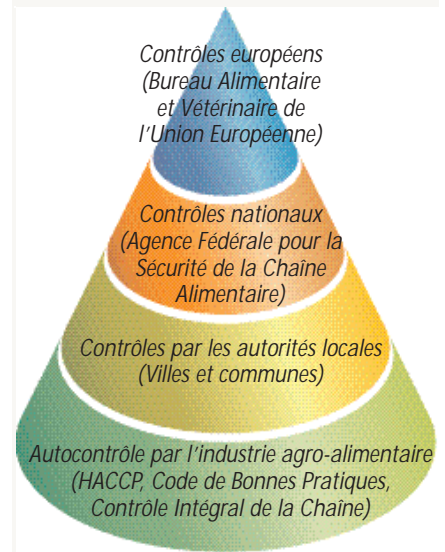 Contrôles européens
(Bureau Alimentaire
et Vétérinaire de
l'Union Européenne)
Contrôles nationaux
(Agence Fédérale pour la
Sécurité de la Chaîne
Alimentaire)
Contrôles par les autorités locales
(Villes et communes)
Autocontrôle par l'industrie agro-alimentaire
(HACCP, Code de Bonnes Pratiques,
Contrôle Intégral de la Chaîne)